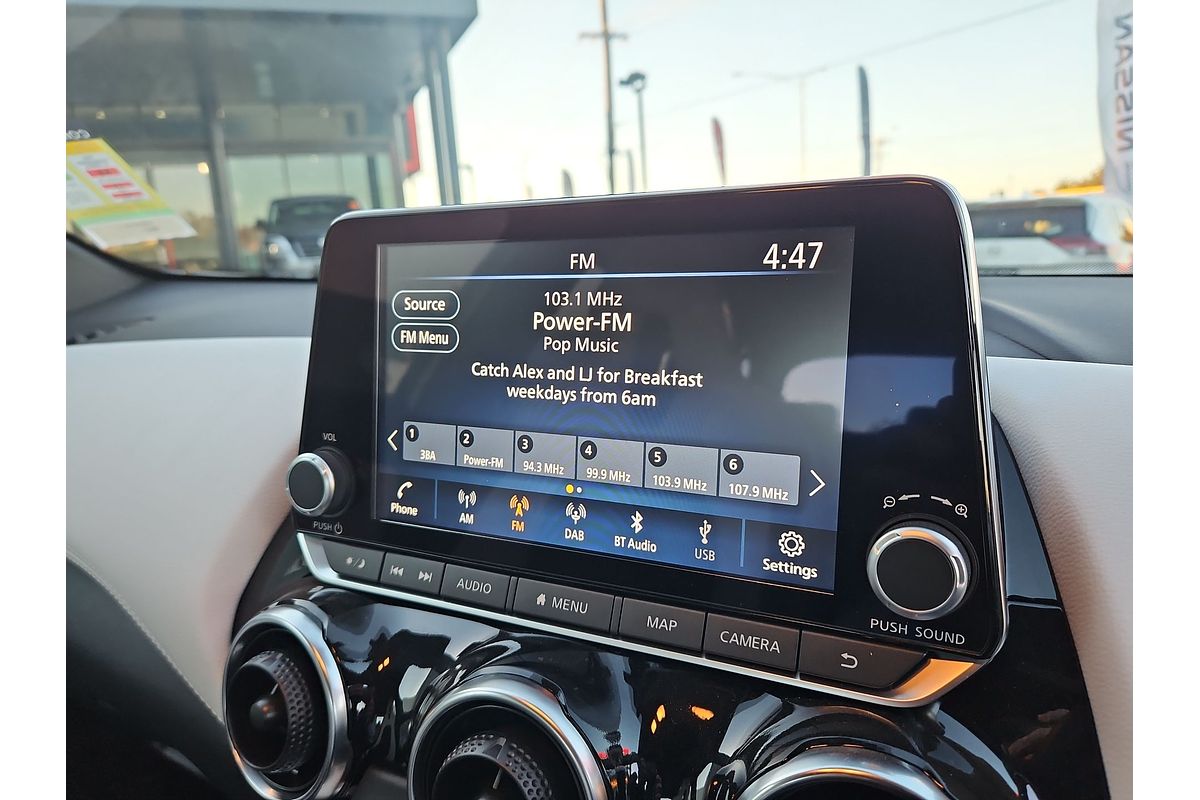 NISSAN
FM
4:47
Source
FM Menu
103.1 MHz
Power-FM
Pop Music
Catch Alex and LJ for Breakfast
weekdays from 6am
1 3BA
2 Power-FM
3 94.3 MHz
4 99.9 MHz
5 103.9 MHz
6 107.9 MHz
Phone
AM
FM
DAB
BT Audio
USB
Settings
VOL
PUSH
AUDIO
MENU
MAP
CAMERA
PUSH SOUND